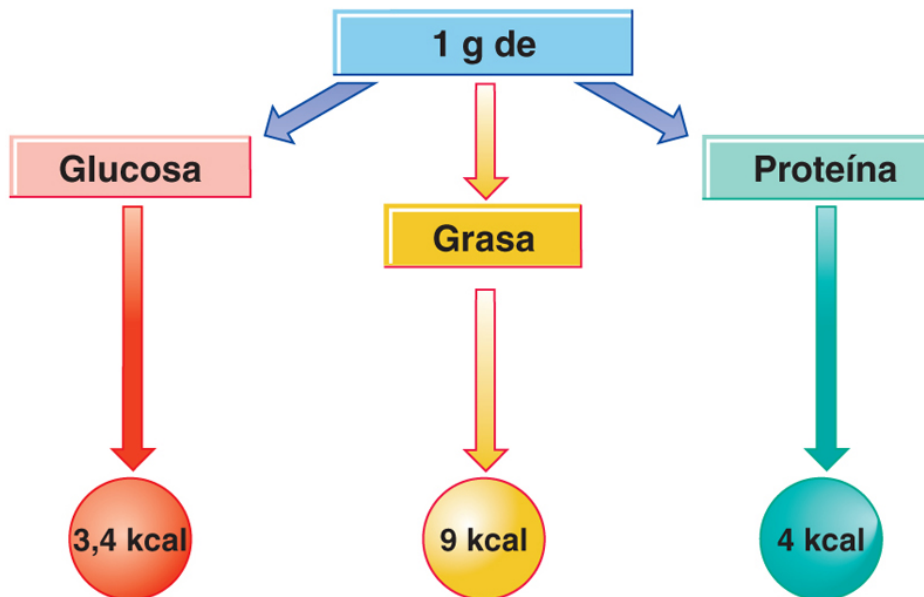 1 g de
Glucosa
Proteína
Grasa
3,4 kcal
9 kcal
4 kcal